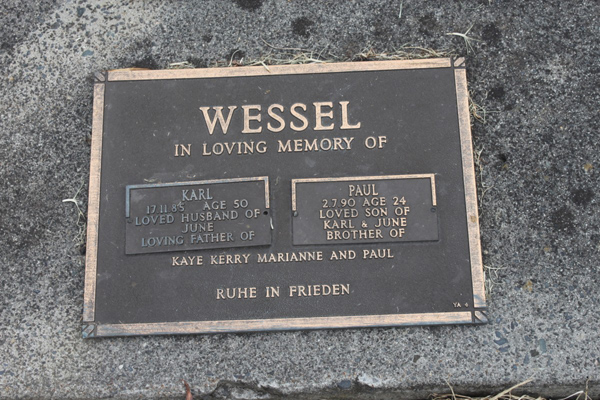 WESSEL
IN LOVING MEMORY OF
KARL
17.11.85 AGE 50
LOVED HUSBAND OF
JUNE
LOVING FATHER OF
PAUL
2.7.90 AGE 24
LOVED SON OF
KARL & JUNE
BROTHER OF
KAYE KERRY MARIANNE AND PAUL
RUHE IN FRIEDEN
YA 6